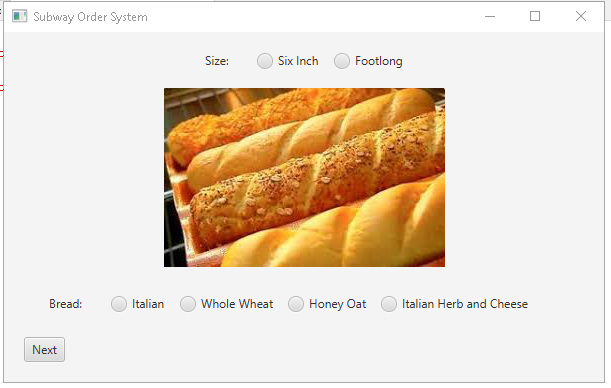 Subway Order System
Size: Six Inch Footlong
Bread: Italian Whole Wheat Honey Oat Italian Herb and Cheese
Next